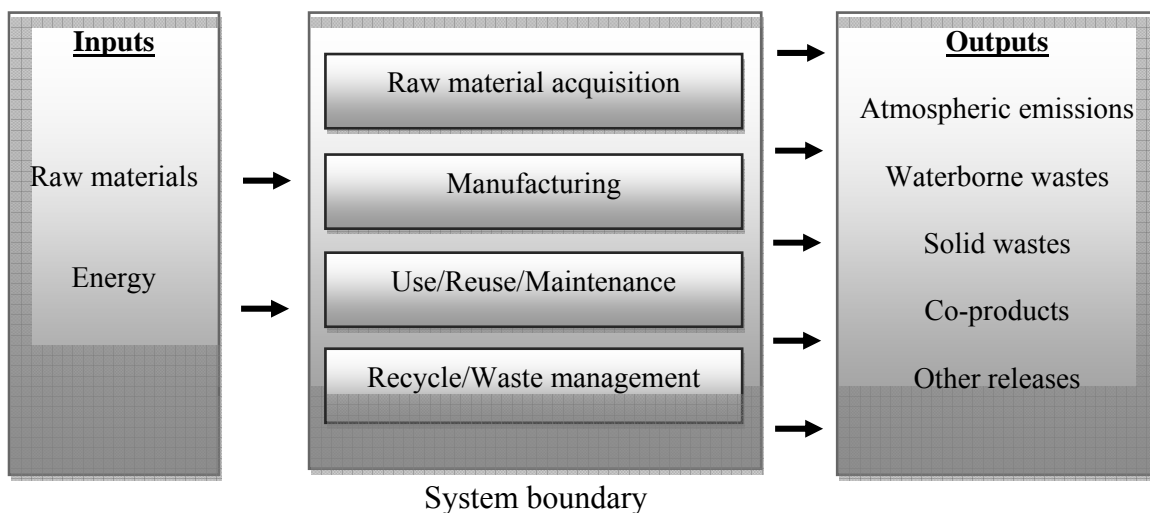 Inputs
Raw materials
Energy
Raw material acquisition
Manufacturing
Use/Reuse/Maintenance
Recycle/Waste management
System boundary
Outputs
Atmospheric emissions
Waterborne wastes
Solid wastes
Co-products
Other releases